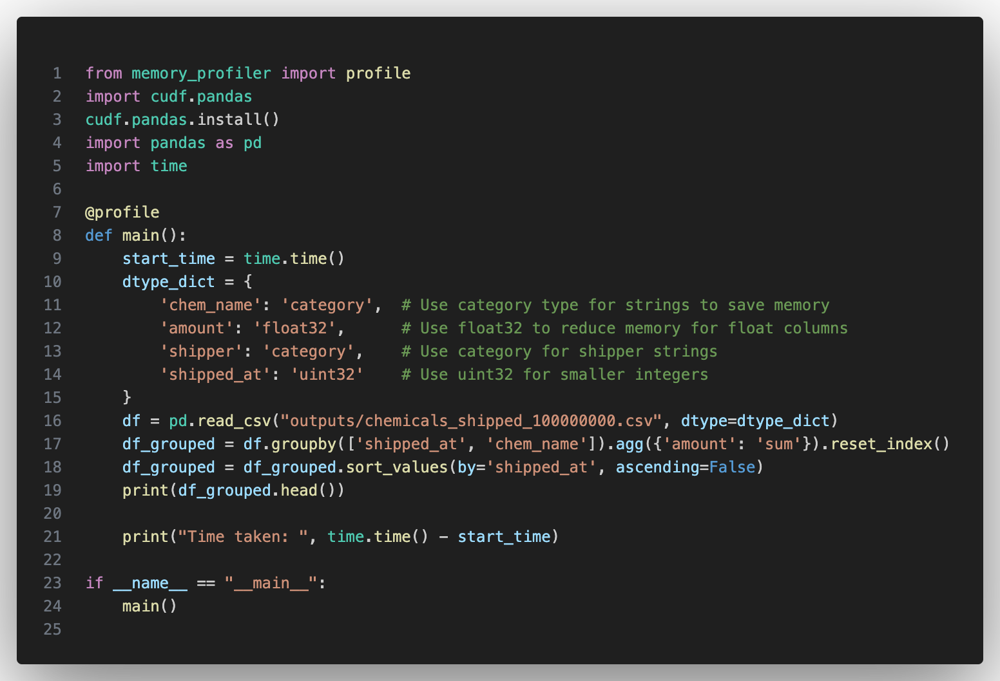 1 from memory_profiler import profile
2 import cudf.pandas
3 cudf.pandas.install()
4 import pandas as pd
5 import time
6
7 @profile
8 def main():
9     start_time = time.time()
10     dtype_dict = {
11         'chem_name': 'category',  # Use category type for strings to save memory
12         'amount': 'float32',      # Use float32 to reduce memory for float columns
13         'shipper': 'category',    # Use category for shipper strings
14         'shipped_at': 'uint32'    # Use uint32 for smaller integers
15     }
16     df = pd.read_csv("outputs/chemicals_shipped_100000000.csv", dtype=dtype_dict)
17     df_grouped = df.groupby(['shipped_at', 'chem_name']).agg({'amount': 'sum'}).reset_index()
18     df_grouped = df_grouped.sort_values(by='shipped_at', ascending=False)
19     print(df_grouped.head())
20
21     print("Time taken: ", time.time() - start_time)
22
23 if __name__ == "__main__":
24     main()
25